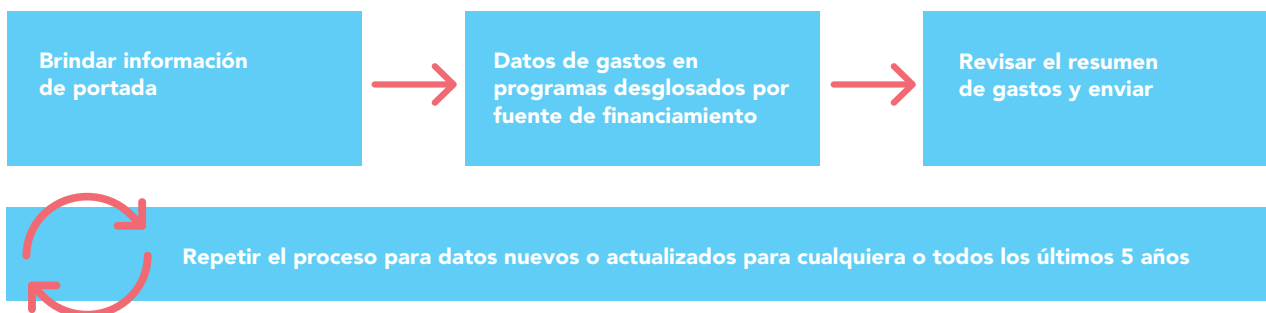 Brindar información
de portada
Datos de gastos en
programas desglosados por
fuente de financiamiento
Revisar el resumen
de gastos y enviar
Repetir el proceso para datos nuevos o actualizados para cualquiera o todos los últimos 5 años